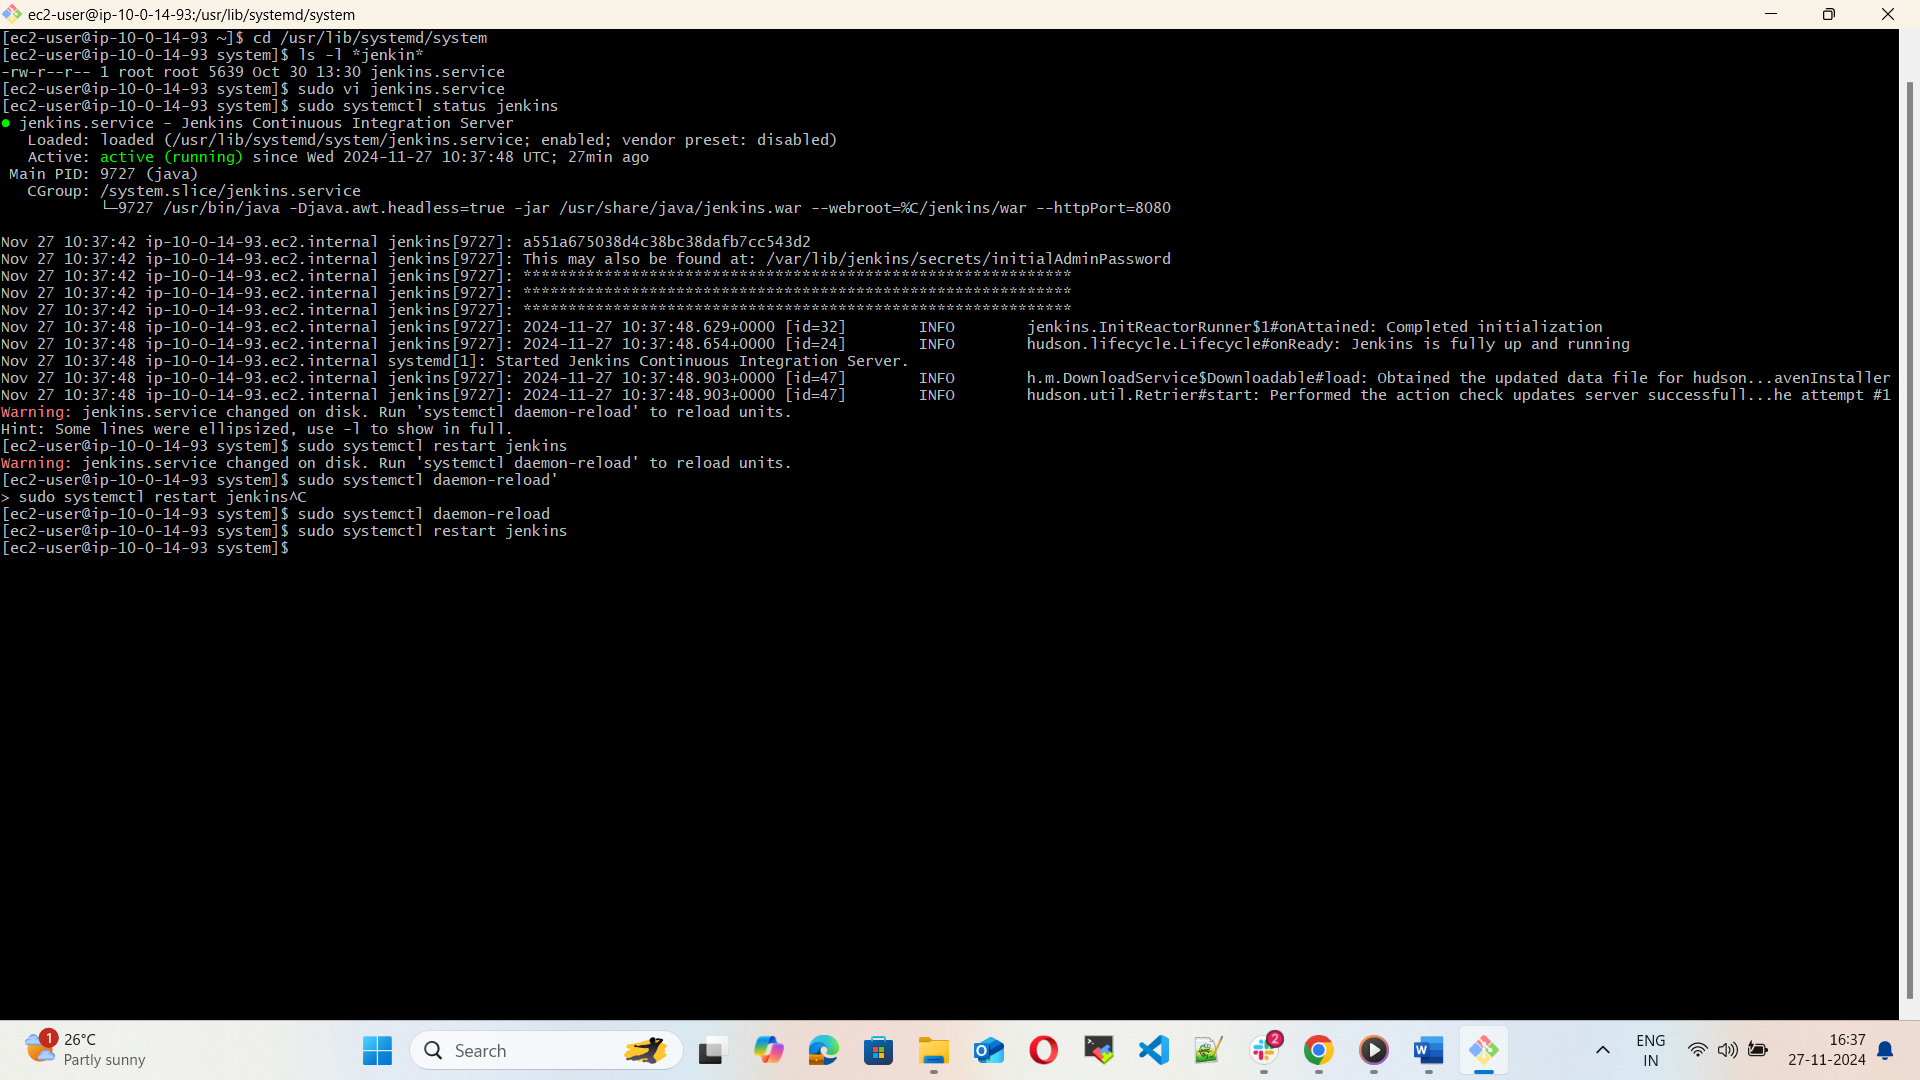 ec2-user@ip-10-0-14-93:/usr/lib/systemd/system
[ec2-user@ip-10-0-14-93 ~]$ cd /usr/lib/systemd/system
[ec2-user@ip-10-0-14-93 system]$ ls -l *jenkin*
-rw-r--r-- 1 root root 5639 Oct 30 13:30 jenkins.service
[ec2-user@ip-10-0-14-93 system]$ sudo vi jenkins.service
[ec2-user@ip-10-0-14-93 system]$ sudo systemctl status jenkins
● jenkins.service - Jenkins Continuous Integration Server
   Loaded: loaded (/usr/lib/systemd/system/jenkins.service; enabled; vendor preset: disabled)
   Active: active (running) since Wed 2024-11-27 10:37:48 UTC; 27min ago
 Main PID: 9727 (java)
   CGroup: /system.slice/jenkins.service
           └─9727 /usr/bin/java -Djava.awt.headless=true -jar /usr/share/java/jenkins.war --webroot=%C/jenkins/war --httpPort=8080
Nov 27 10:37:42 ip-10-0-14-93.ec2.internal jenkins[9727]: a551a675038d4c38bc38dafb7cc543d2
Nov 27 10:37:42 ip-10-0-14-93.ec2.internal jenkins[9727]: This may also be found at: /var/lib/jenkins/secrets/initialAdminPassword
Nov 27 10:37:42 ip-10-0-14-93.ec2.internal jenkins[9727]: *************************************************************
Nov 27 10:37:42 ip-10-0-14-93.ec2.internal jenkins[9727]: *************************************************************
Nov 27 10:37:42 ip-10-0-14-93.ec2.internal jenkins[9727]: *************************************************************
Nov 27 10:37:48 ip-10-0-14-93.ec2.internal jenkins[9727]: 2024-11-27 10:37:48.629+0000 [id=32]        INFO        jenkins.InitReactorRunner$1#onAttained: Completed initialization
Nov 27 10:37:48 ip-10-0-14-93.ec2.internal jenkins[9727]: 2024-11-27 10:37:48.654+0000 [id=24]        INFO        hudson.lifecycle.Lifecycle#onReady: Jenkins is fully up and running
Nov 27 10:37:48 ip-10-0-14-93.ec2.internal systemd[1]: Started Jenkins Continuous Integration Server.
Nov 27 10:37:48 ip-10-0-14-93.ec2.internal jenkins[9727]: 2024-11-27 10:37:48.903+0000 [id=47]        INFO        h.m.DownloadService$Downloadable#load: Obtained the updated data file for hudson...avenInstaller
Nov 27 10:37:48 ip-10-0-14-93.ec2.internal jenkins[9727]: 2024-11-27 10:37:48.903+0000 [id=47]        INFO        hudson.util.Retrier#start: Performed the action check updates server successfull...he attempt #1
Warning: jenkins.service changed on disk. Run 'systemctl daemon-reload' to reload units.
Hint: Some lines were ellipsized, use -l to show in full.
[ec2-user@ip-10-0-14-93 system]$ sudo systemctl restart jenkins
Warning: jenkins.service changed on disk. Run 'systemctl daemon-reload' to reload units.
[ec2-user@ip-10-0-14-93 system]$ sudo systemctl daemon-reload'
> sudo systemctl restart jenkins^C
[ec2-user@ip-10-0-14-93 system]$ sudo systemctl daemon-reload
[ec2-user@ip-10-0-14-93 system]$ sudo systemctl restart jenkins
[ec2-user@ip-10-0-14-93 system]$
1
26°C
Partly sunny
Search
2
ENG
IN
16:37
27-11-2024